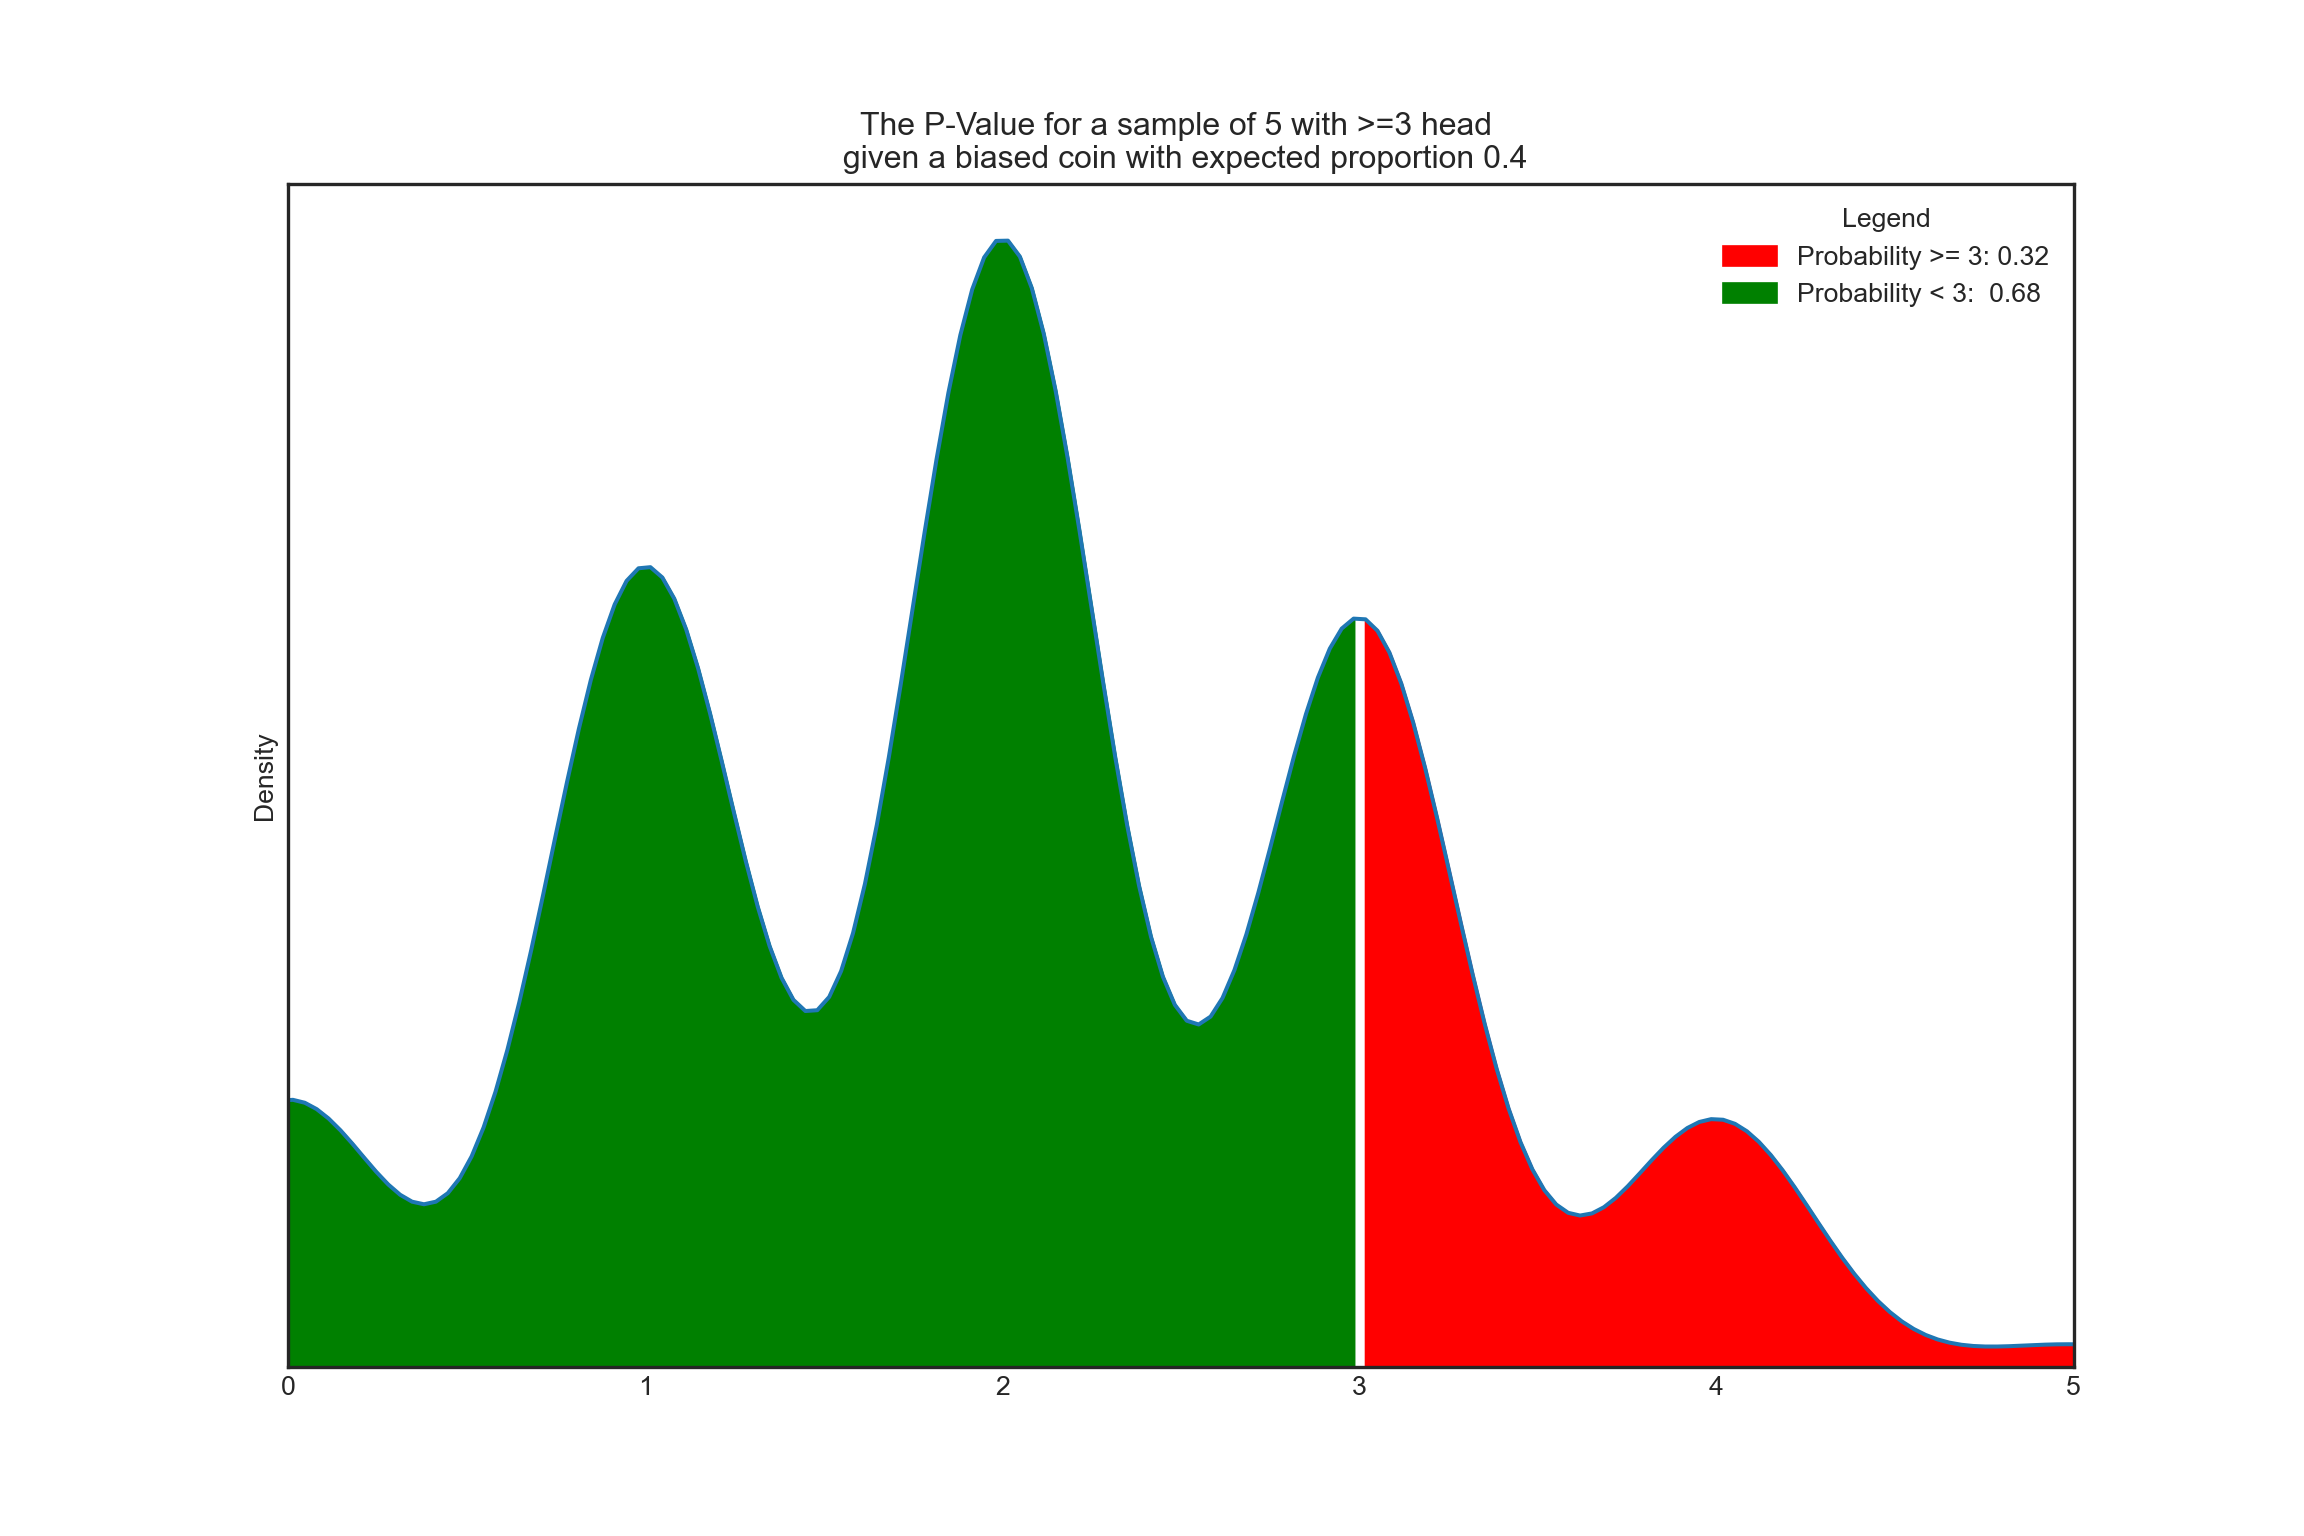 The P-Value for a sample of 5 with >=3 head
given a biased coin with expected proportion 0.4
Legend
Probability >= 3: 0.32
Probability < 3:  0.68
Density
0 1 2 3 4 5